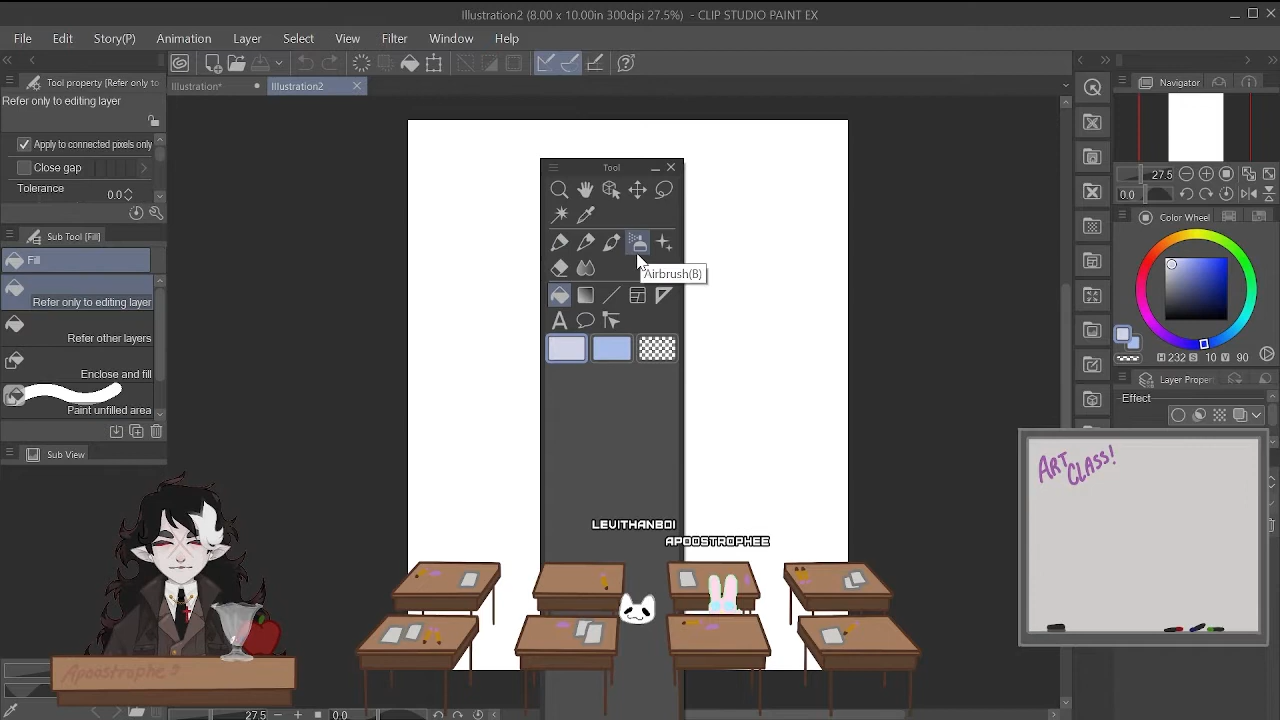 Illustration2 (8.00 x 10.00in 300dpi 27.5%) - CLIP STUDIO PAINT EX
File Edit Story(P) Animation Layer Select View Filter Window Help
Tool property [Refer only to
Illustration*
Illustration2
Refer only to editing layer
Apply to connected pixels only
Close gap
Tolerance
0.0
Sub Tool [Fill]
Fill
Refer only to editing layer
Refer other layers
Enclose and fill
Paint unfilled area
Sub View
Tool
Airbrush(B)
A
Navigator
27.5
0.0
Color Wheel
H 232 S 10 V 90
Layer Proper
Effect
ART CLASS!
LEVITHANBOI
APOOSTROPHEE
Apoostrophe
27.5
0.0